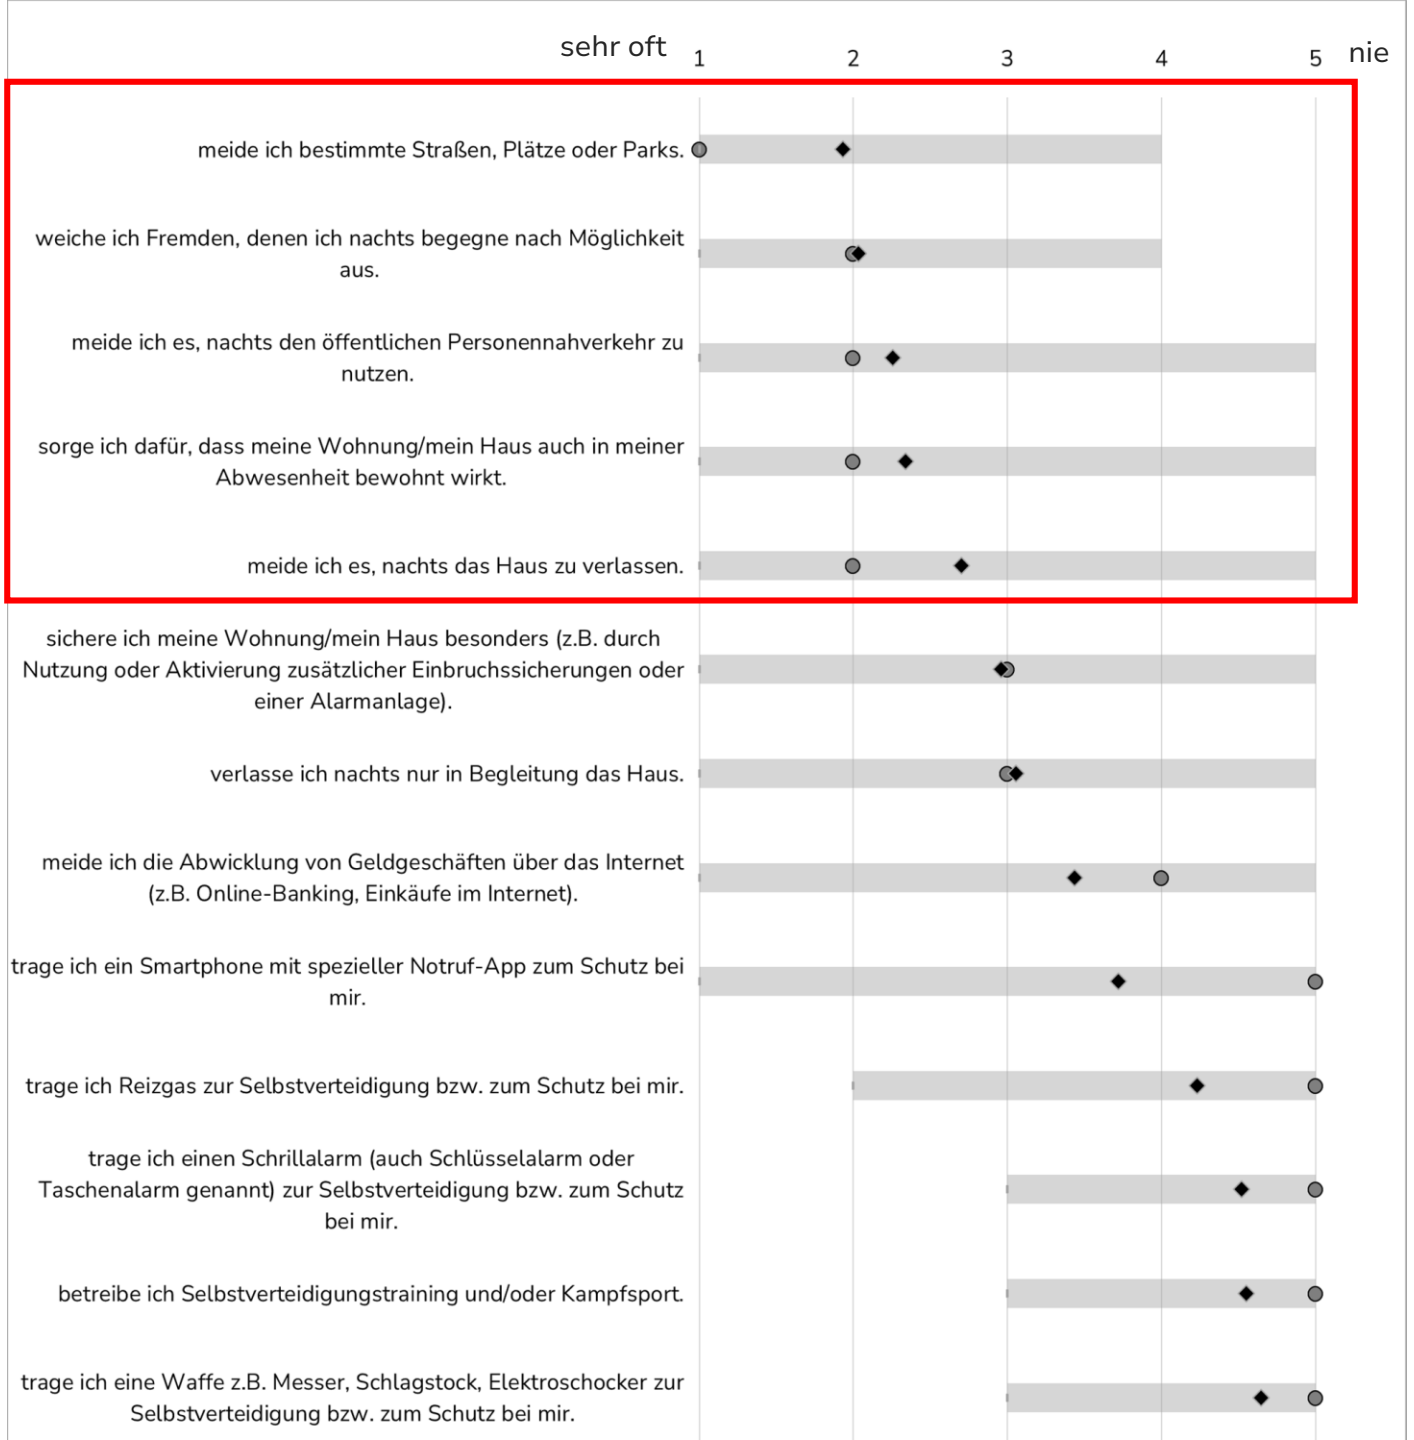 sehr oft 1 2 3 4 5 nie
meide ich bestimmte Straßen, Plätze oder Parks.
weiche ich Fremden, denen ich nachts begegne nach Möglichkeit
aus.
meide ich es, nachts den öffentlichen Personennahverkehr zu
nutzen.
sorge ich dafür, dass meine Wohnung/mein Haus auch in meiner
Abwesenheit bewohnt wirkt.
meide ich es, nachts das Haus zu verlassen.
sichere ich meine Wohnung/mein Haus besonders (z.B. durch
Nutzung oder Aktivierung zusätzlicher Einbruchssicherungen oder
einer Alarmanlage).
verlasse ich nachts nur in Begleitung das Haus.
meide ich die Abwicklung von Geldgeschäften über das Internet
(z.B. Online-Banking, Einkäufe im Internet).
trage ich ein Smartphone mit spezieller Notruf-App zum Schutz bei
mir.
trage ich Reizgas zur Selbstverteidigung bzw. zum Schutz bei mir.
trage ich einen Schrillalarm (auch Schlüsselalarm oder
Taschenalarm genannt) zur Selbstverteidigung bzw. zum Schutz
bei mir.
betreibe ich Selbstverteidigungstraining und/oder Kampfsport.
trage ich eine Waffe z.B. Messer, Schlagstock, Elektroschocker zur
Selbstverteidigung bzw. zum Schutz bei mir.